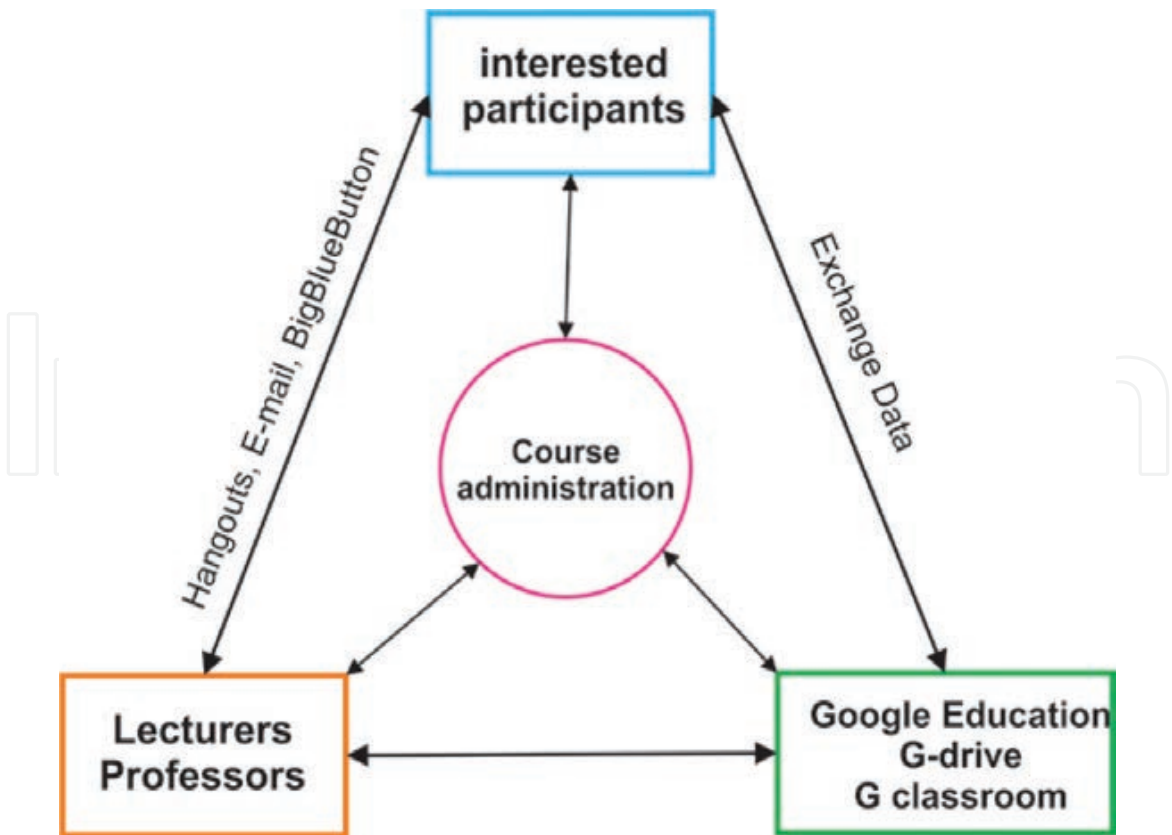 interested
participants
Hangouts, E-mail, BigBlueButton
Exchange Data
Course
administration
Lecturers
Professors
Google Education
G-drive
G classroom